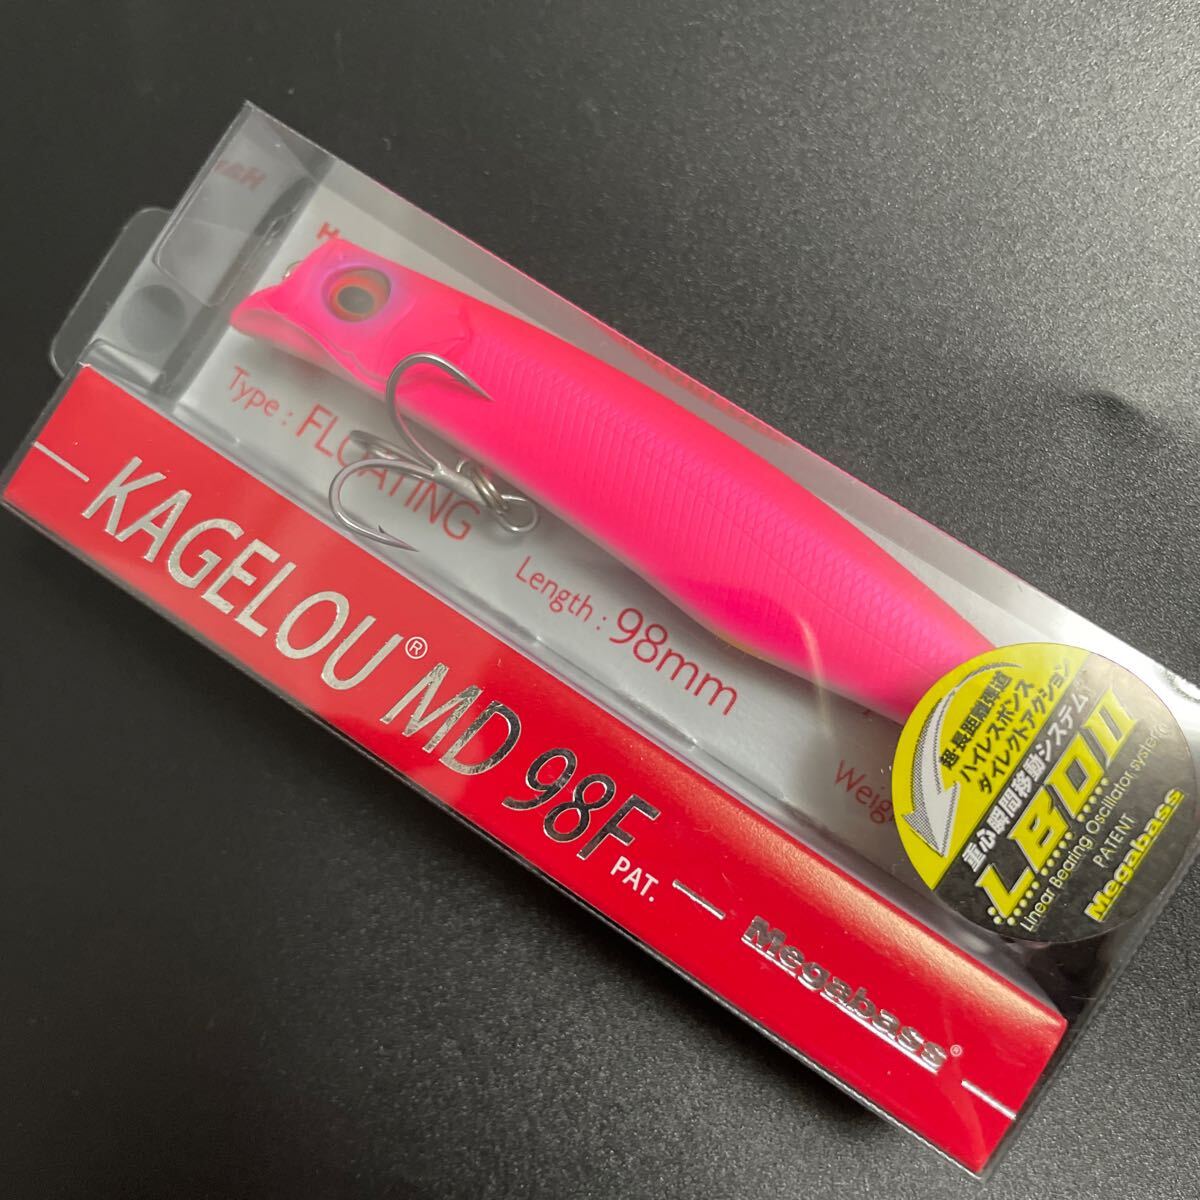 Type : FLOATING
Length : 98mm
KAGELOU® MD 98F PAT.
Megabass®
超・長距離弾道
ハイレスポンス
ダイレクトアクション
重心瞬間移動システム
LBOII
Linear Bearing Oscillator system
PATENT
Megabass